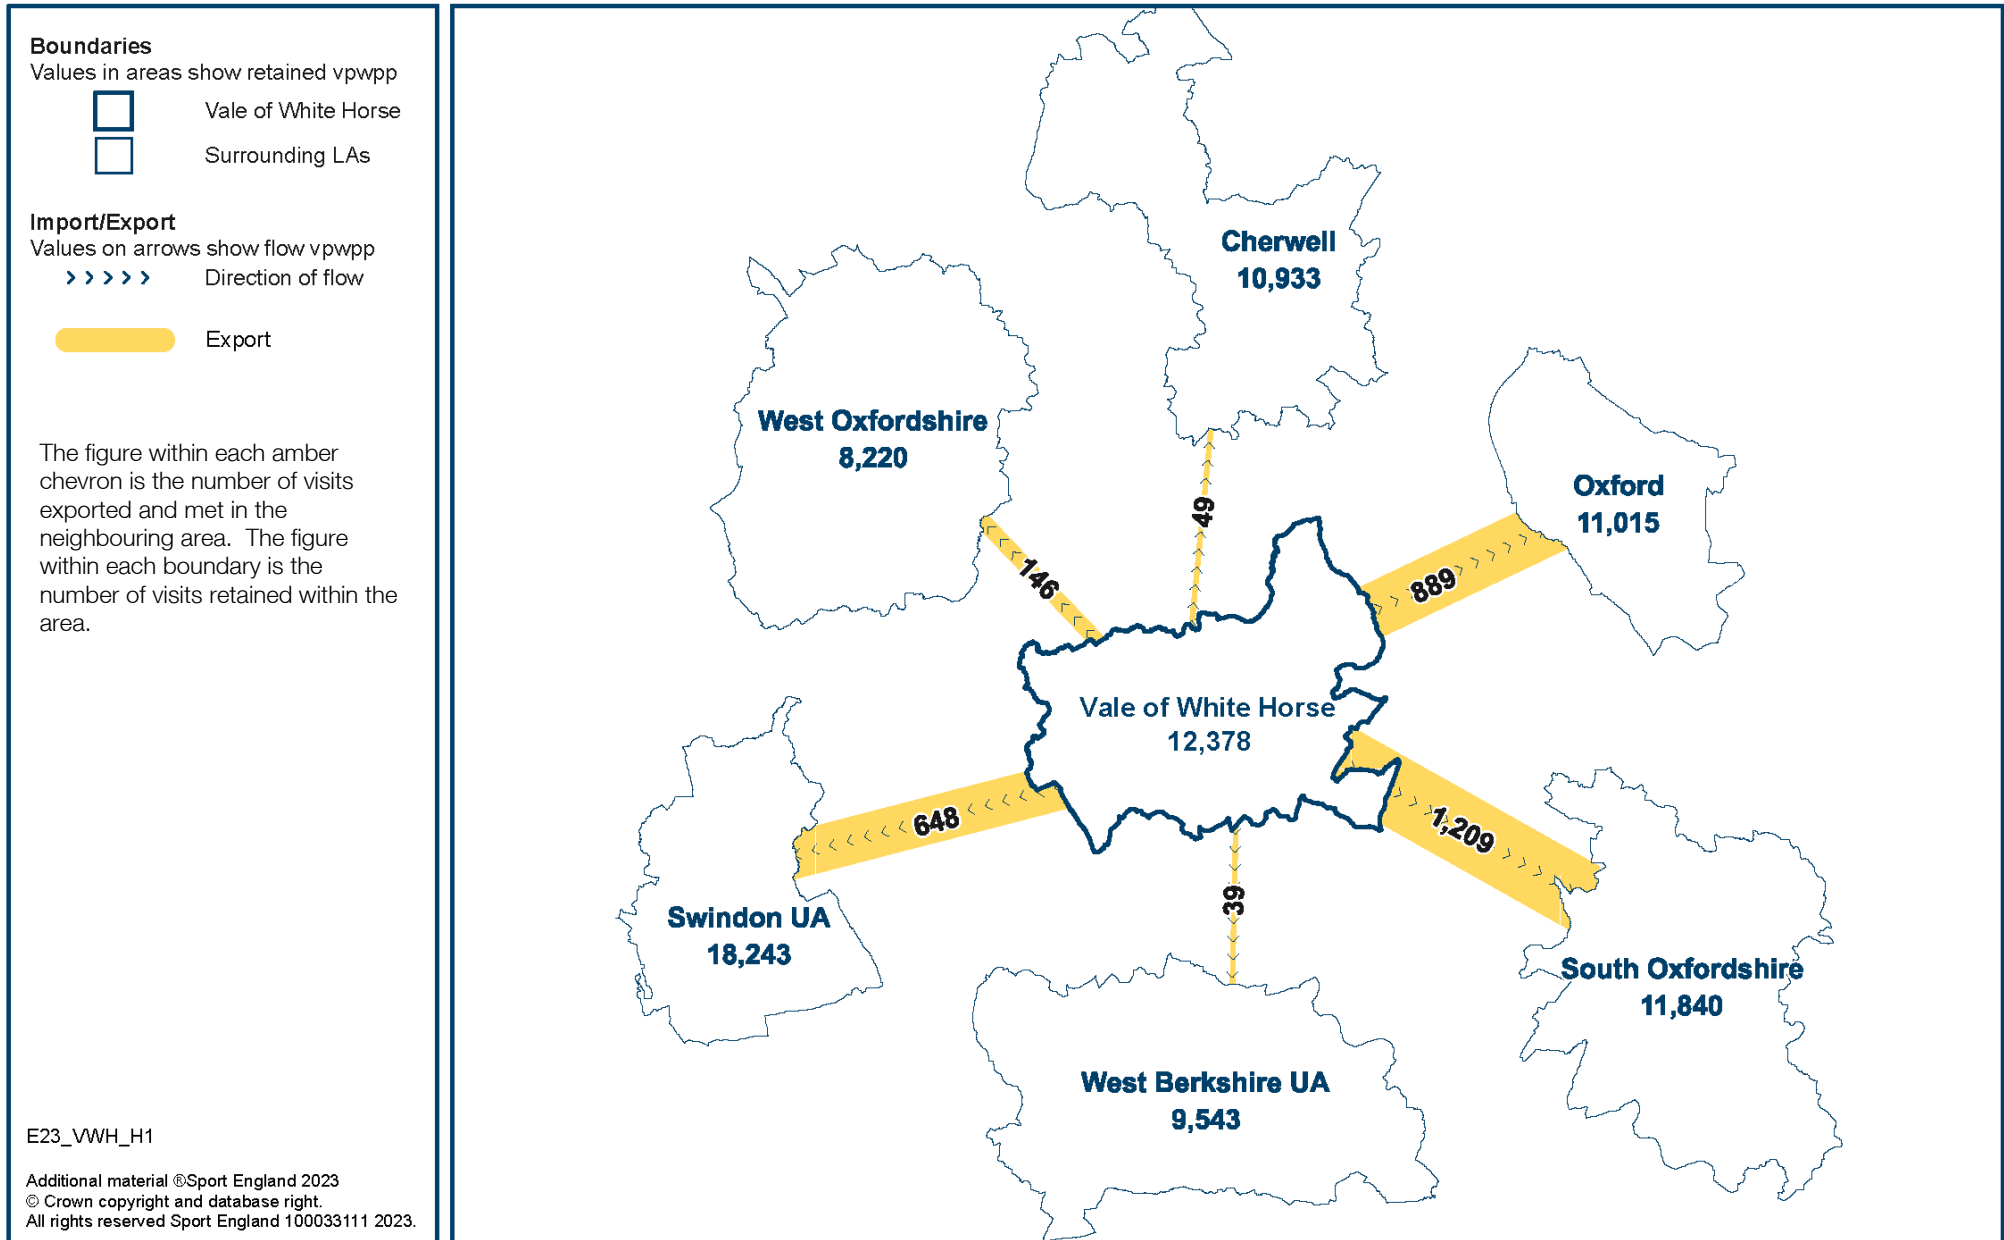 Boundaries
Values in areas show retained vpwpp
Vale of White Horse
Surrounding LAs
Import/Export
Values on arrows show flow vpwpp
Direction of flow
Export
The figure within each amber
chevron is the number of visits
exported and met in the
neighbouring area. The figure
within each boundary is the
number of visits retained within the
area.
E23_VWH_H1
Additional material ®Sport England 2023
© Crown copyright and database right.
All rights reserved Sport England 100033111 2023.
Cherwell
10,933
West Oxfordshire
8,220
Oxford
11,015
49
146
889
Vale of White Horse
12,378
648
1,209
39
Swindon UA
18,243
South Oxfordshire
11,840
West Berkshire UA
9,543